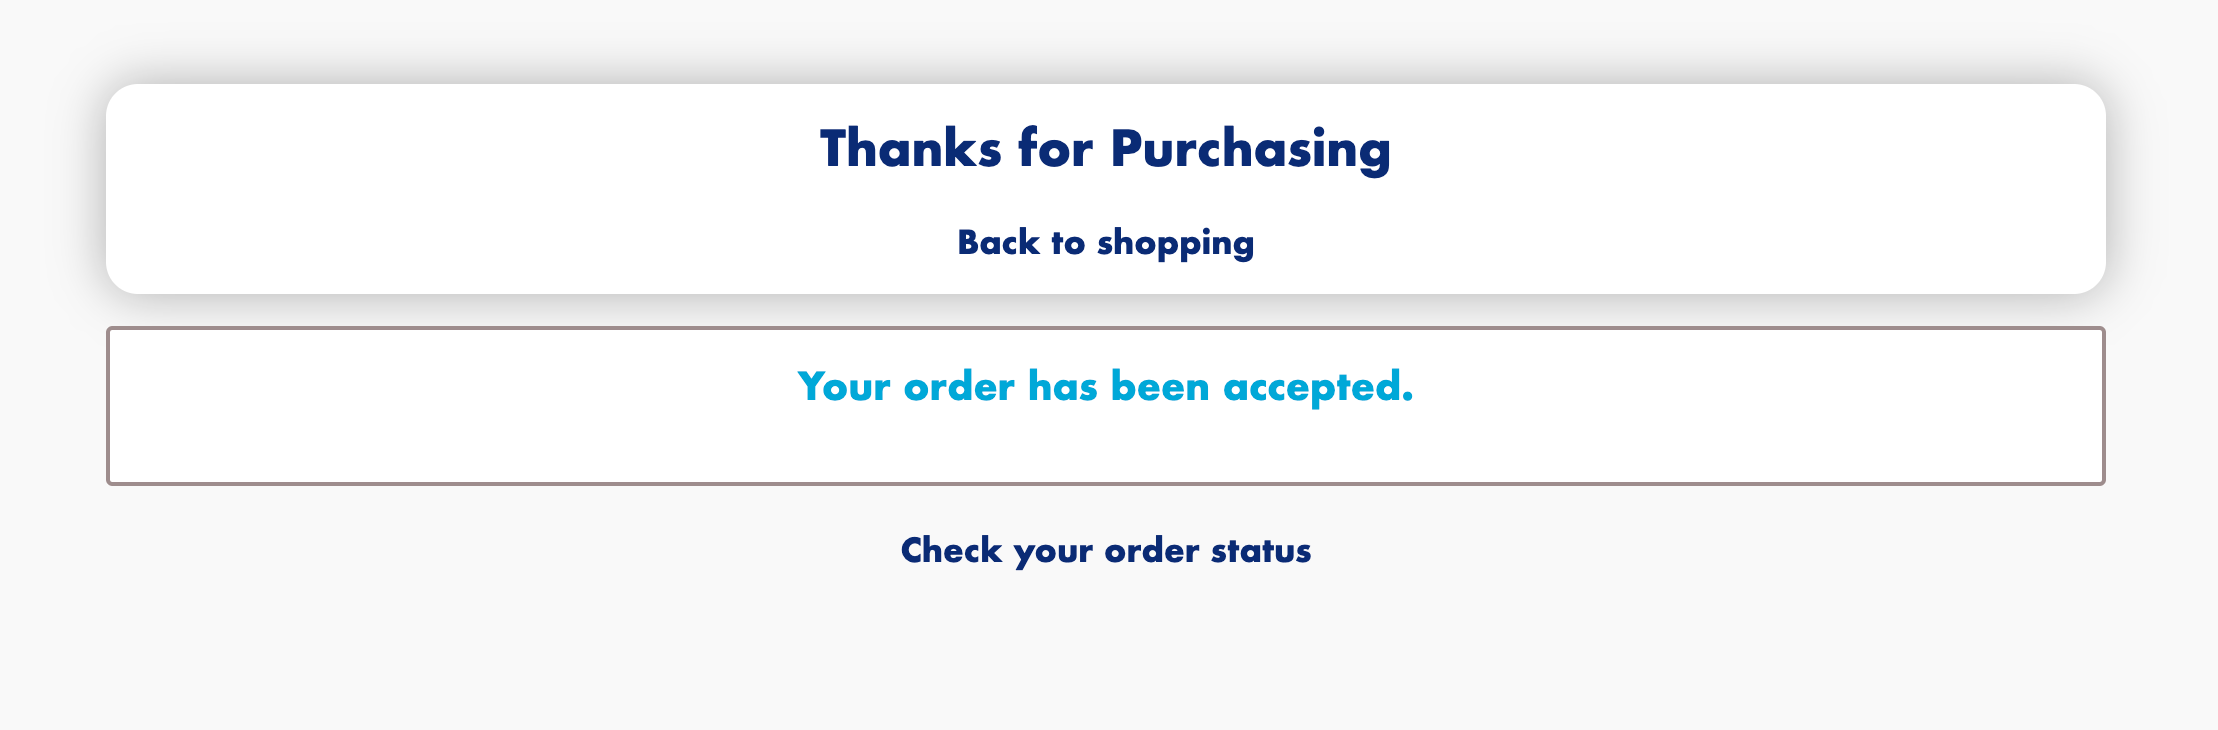 Thanks for Purchasing
Back to shopping
Your order has been accepted.
Check your order status